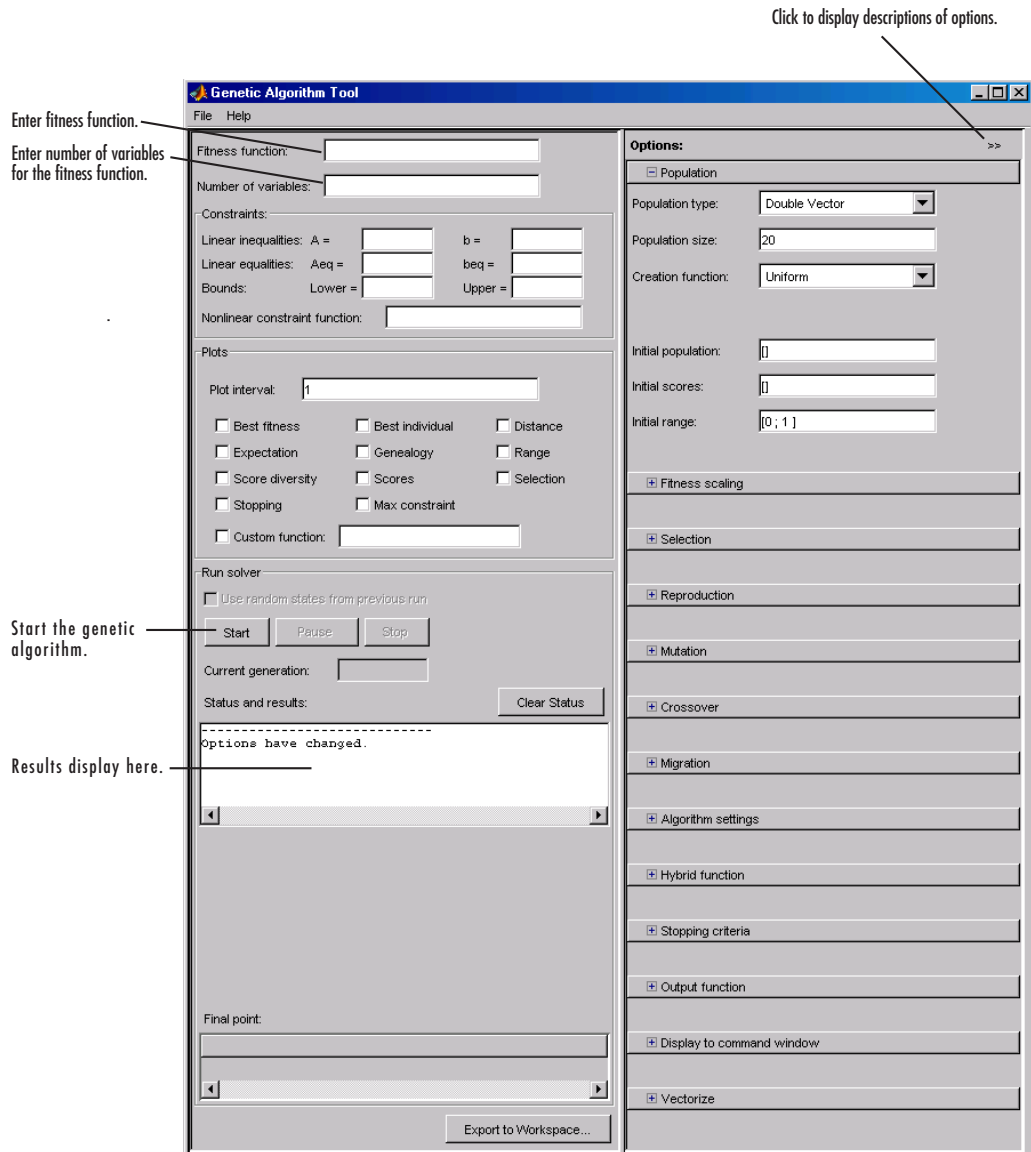 Click to display descriptions of options.
Genetic Algorithm Tool
File Help
Enter fitness function.
Enter number of variables
for the fitness function.
Fitness function:
Number of variables:
Constraints:
Linear inequalities: A = b =
Linear equalities: Aeq = beq =
Bounds: Lower = Upper =
Nonlinear constraint function:
Plots
Plot interval: 1
Best fitness Best individual Distance
Expectation Genealogy Range
Score diversity Scores Selection
Stopping Max constraint
Custom function:
Run solver
Use random states from previous run
Start the genetic
algorithm.
Start Pause Stop
Current generation:
Status and results: Clear Status
------------------------------
Options have changed.
Results display here.
Final point:
Export to Workspace...
Options: >>
Population
Population type: Double Vector
Population size: 20
Creation function: Uniform
Initial population: []
Initial scores: []
Initial range: [0 ; 1 ]
Fitness scaling
Selection
Reproduction
Mutation
Crossover
Migration
Algorithm settings
Hybrid function
Stopping criteria
Output function
Display to command window
Vectorize